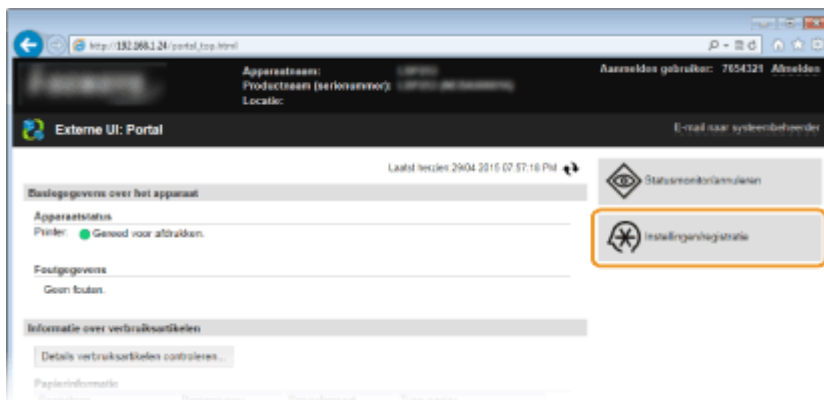 http://192.168.1.24/portal_top.html
Apparaatnaam:
Productnaam (serienummer):
Locatie:
Aanmelden gebruiker: 7654321 Afmelden
Externe UI: Portal
E-mail naar systeembeheerder
Laatst herzien: 29/04 2015 07:57:18 PM
Basisgegevens over het apparaat
Apparaatstatus
Printer: Gereed voor afdrukken.
Foutgegevens
Geen fouten.
Informatie over verbruiksartikelen
Details verbruiksartikelen controleren...
Papierinformatie
Statusmonitor/annuleren
Instellingen/registratie